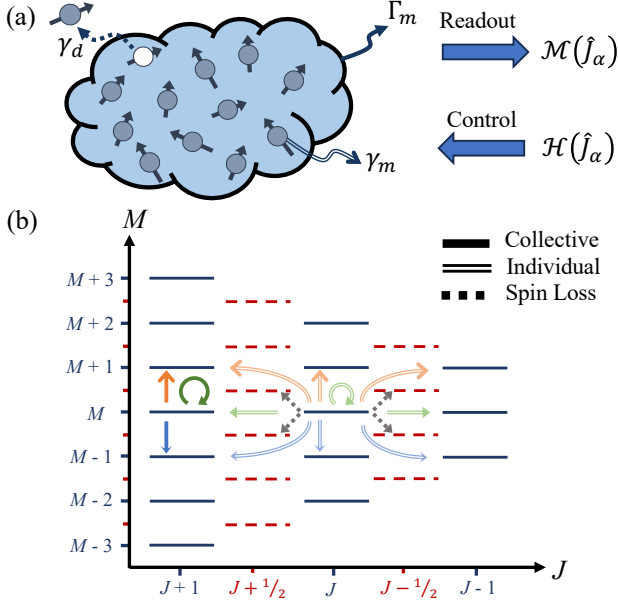 (a)
γ_d
Γ_m
γ_m
Readout
ℳ(Ĵ_α)
Control
ℋ(Ĵ_α)
(b)
M
Collective
Individual
Spin Loss
M + 3
M + 2
M + 1
M
M - 1
M - 2
M - 3
J + 1
J + 1/2
J
J – 1/2
J - 1
J